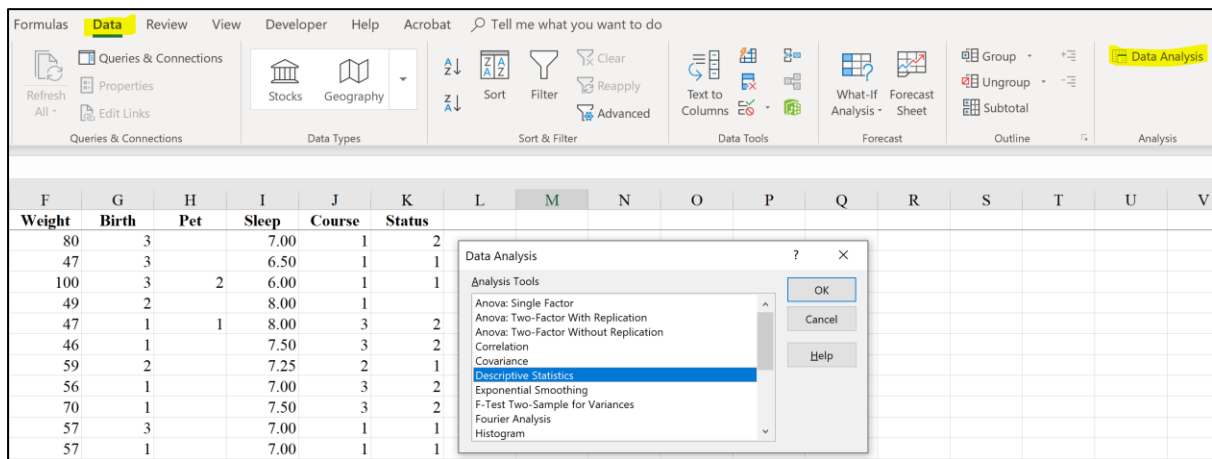 Formulas Data Review View Developer Help Acrobat Tell me what you want to do
Refresh All
Queries & Connections
Properties
Edit Links
Queries & Connections
Stocks Geography
Data Types
Sort Filter
Clear
Reapply
Advanced
Sort & Filter
Text to Columns
Data Tools
What-If Analysis
Forecast Sheet
Forecast
Group
Ungroup
Subtotal
Outline
Data Analysis
Analysis
F G H I J K L M N O P Q R S T U V
Weight Birth Pet Sleep Course Status
80 3 7.00 1 2
47 3 6.50 1 1
100 3 2 6.00 1 1
49 2 8.00 1
47 1 1 8.00 3 2
46 1 7.50 3 2
59 2 7.25 2 1
56 1 7.00 3 2
70 1 7.50 3 2
57 3 7.00 1 1
57 1 7.00 1 1
Data Analysis ? ×
Analysis Tools
Anova: Single Factor
Anova: Two-Factor With Replication
Anova: Two-Factor Without Replication
Correlation
Covariance
Descriptive Statistics
Exponential Smoothing
F-Test Two-Sample for Variances
Fourier Analysis
Histogram
OK
Cancel
Help